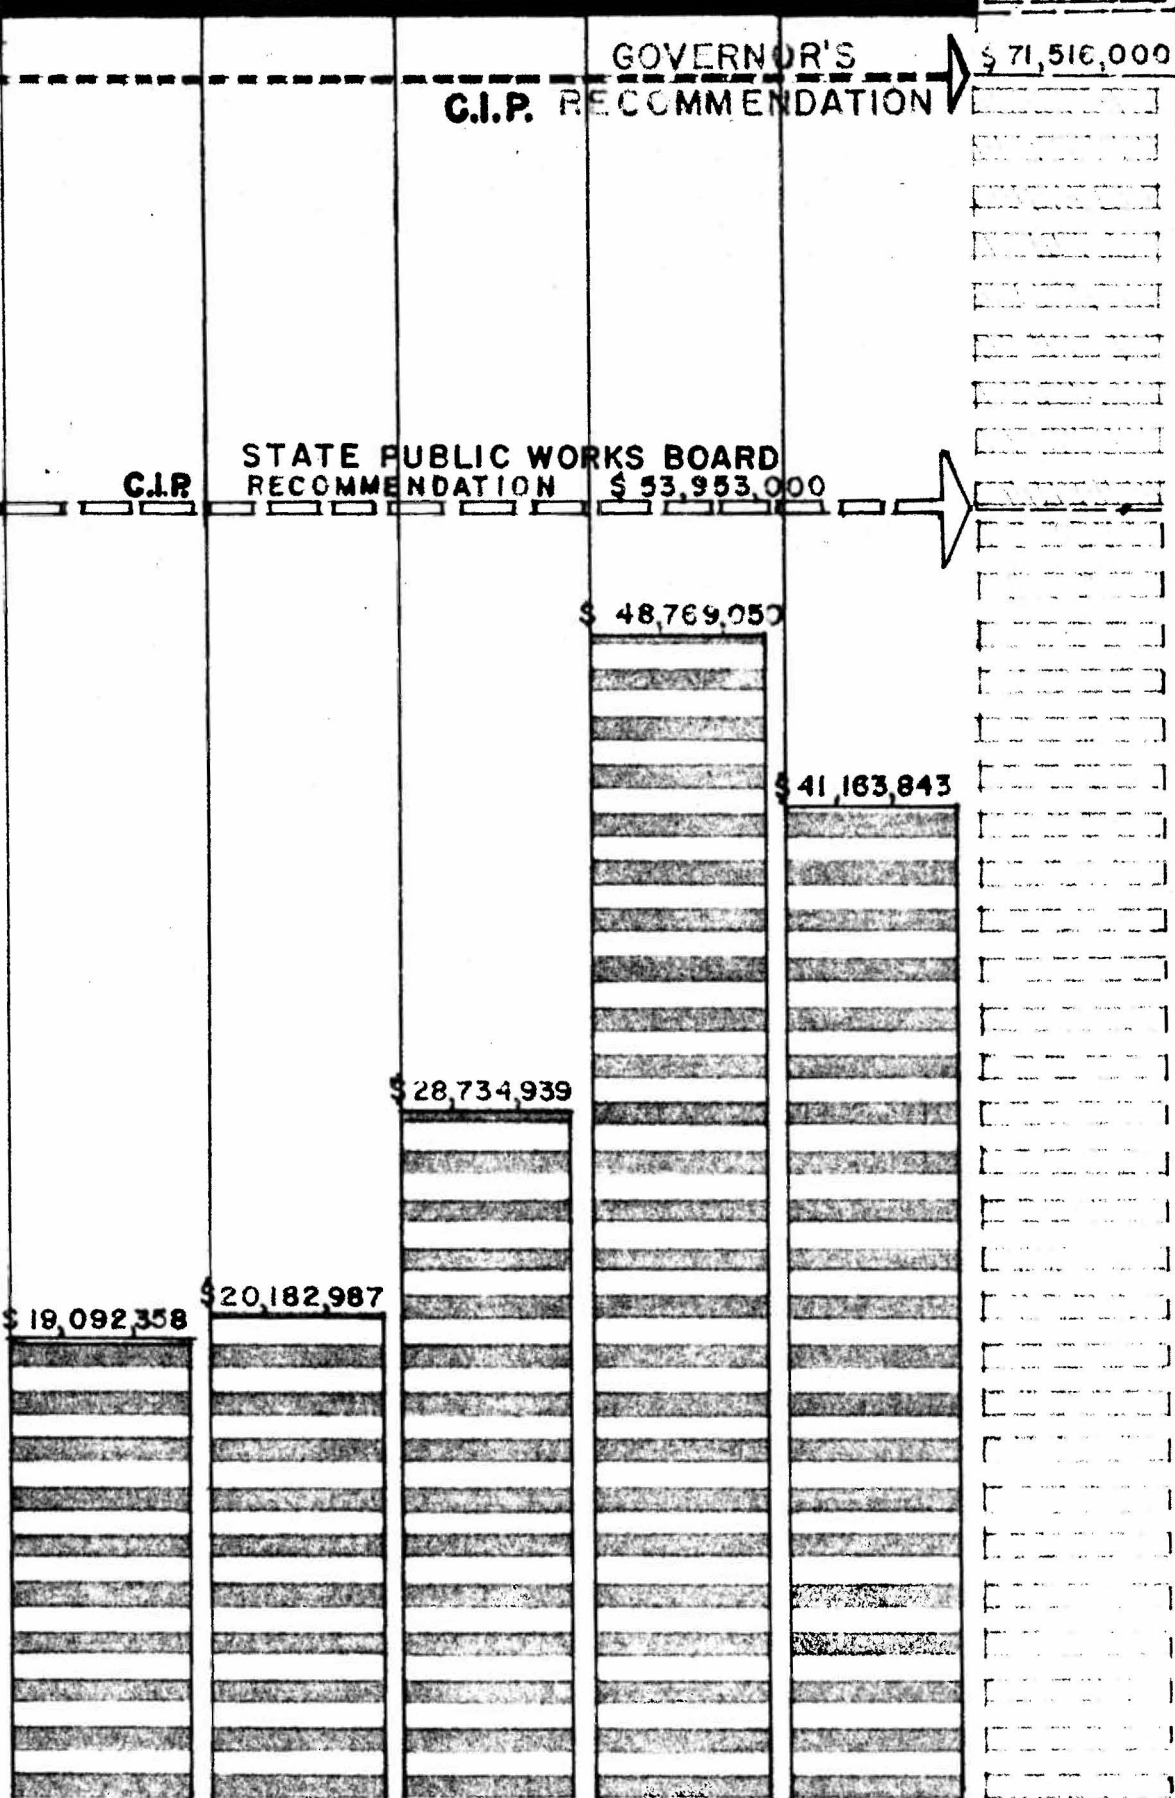 GOVERNOR'S
$ 71,516,000
C.I.P. RECOMMENDATION
STATE PUBLIC WORKS BOARD
C.I.P. RECOMMENDATION $ 53,953,000
$ 48,769,050
$ 41,163,843
$ 28,734,939
$ 20,182,987
$ 19,092,358